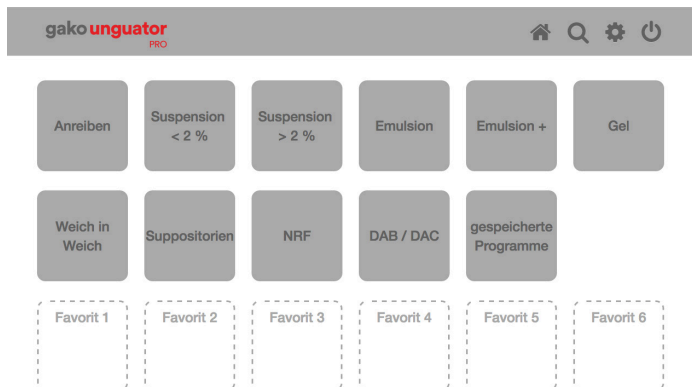 gako unguator
PRO
Anreiben
Suspension
< 2 %
Suspension
> 2 %
Emulsion
Emulsion +
Gel
Weich in
Weich
Suppositorien
NRF
DAB / DAC
gespeicherte
Programme
Favorit 1
Favorit 2
Favorit 3
Favorit 4
Favorit 5
Favorit 6